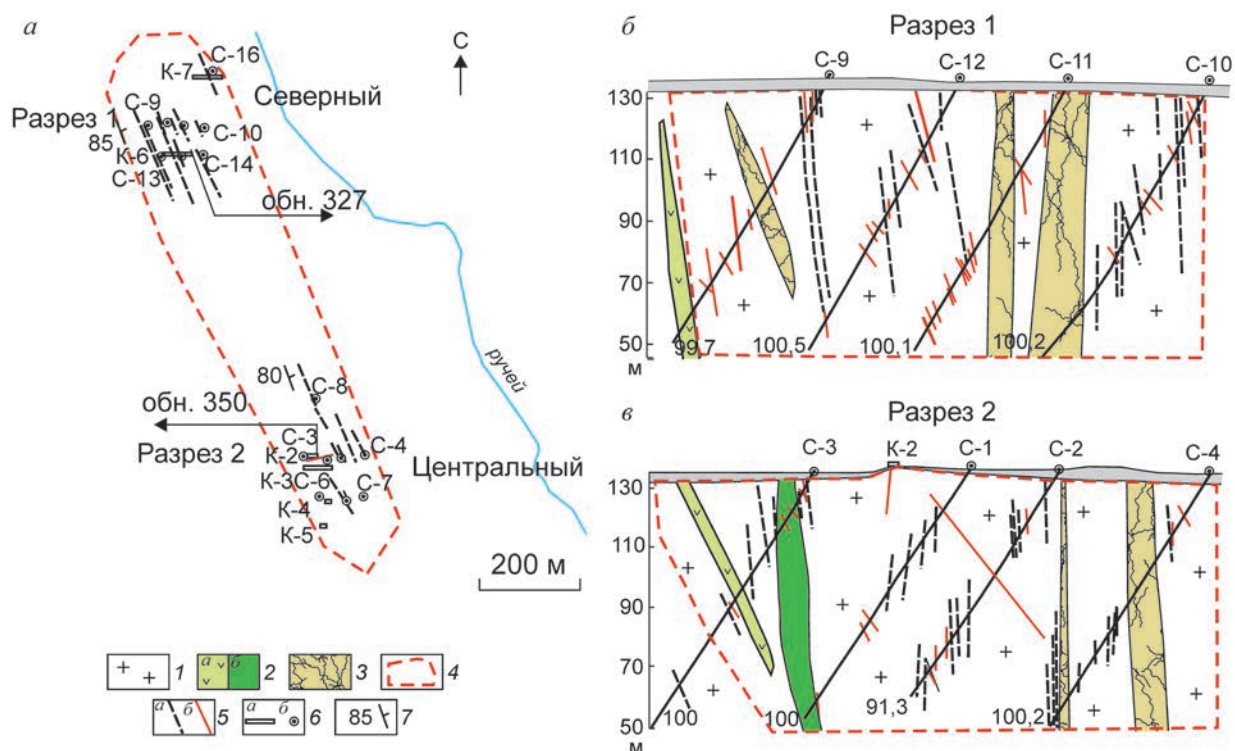 а
С
С-16
К-7
Северный
С-9
Разрез 1
С-10
85
К-6
С-14
С-13
обн. 327
ручей
80
С-8
обн. 350
С-3
С-4
Разрез 2
К-2
Центральный
К-3
С-6
С-7
К-4
К-5
200 м
1
а
б
2
3
4
а
б
5
а
б
6
85
7
б
Разрез 1
С-9
С-12
С-11
С-10
130
110
90
70
50
м
99,7
100,5
100,1
100,2
в
Разрез 2
С-3
К-2
С-1
С-2
С-4
130
110
90
70
50
м
100
100
91,3
100,2